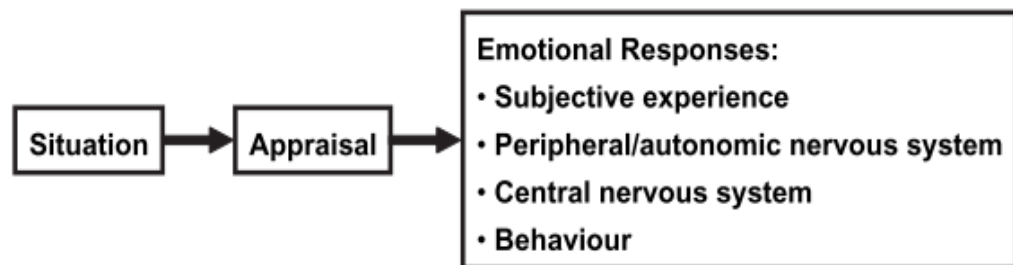 Situation
Appraisal
Emotional Responses:
• Subjective experience
• Peripheral/autonomic nervous system
• Central nervous system
• Behaviour